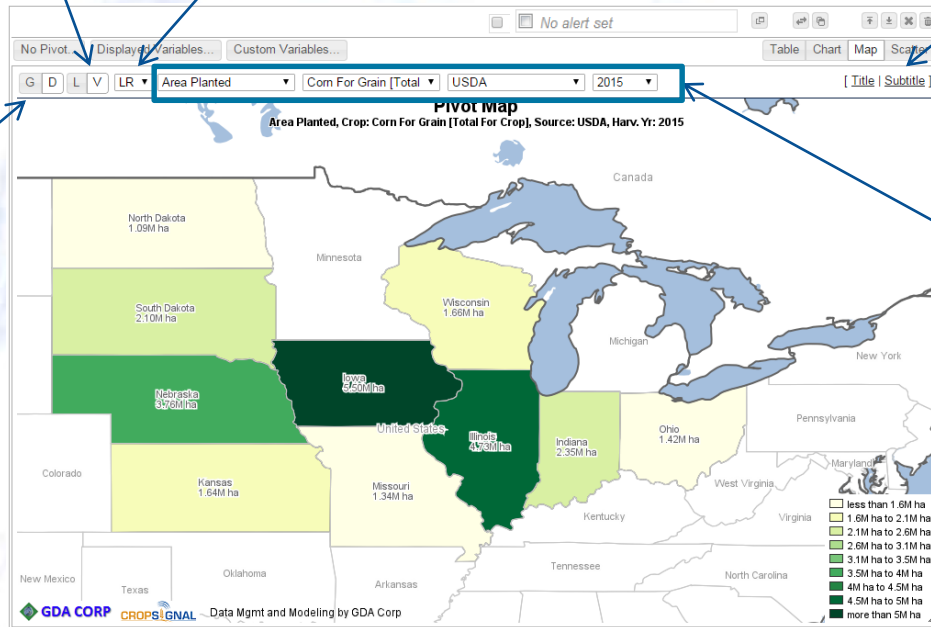 No alert set
No Pivot... Displayed Variables... Custom Variables... Table Chart Map Scatter
G D L V LR Area Planted Corn For Grain [Total USDA 2015 [ Title | Subtitle ]
Pivot Map
Area Planted, Crop: Corn For Grain [Total For Crop], Source: USDA, Harv. Yr: 2015
Canada
North Dakota
1.09M ha
Minnesota
South Dakota
2.10M ha
Wisconsin
1.66M ha
Michigan
New York
Nebraska
3.76M ha
Iowa
5.50M ha
United States
Illinois
4.73M ha
Indiana
2.35M ha
Ohio
1.42M ha
Pennsylvania
Maryland
Colorado
Kansas
1.64M ha
Missouri
1.34M ha
West Virginia
Kentucky
Virginia
New Mexico
Texas
Oklahoma
Arkansas
Tennessee
North Carolina
less than 1.6M ha
1.6M ha to 2.1M ha
2.1M ha to 2.6M ha
2.6M ha to 3.1M ha
3.1M ha to 3.5M ha
3.5M ha to 4M ha
4M ha to 4.5M ha
4.5M ha to 5M ha
more than 5M ha
GDA CORP CROPSIGNAL Data Mgmt and Modeling by GDA Corp